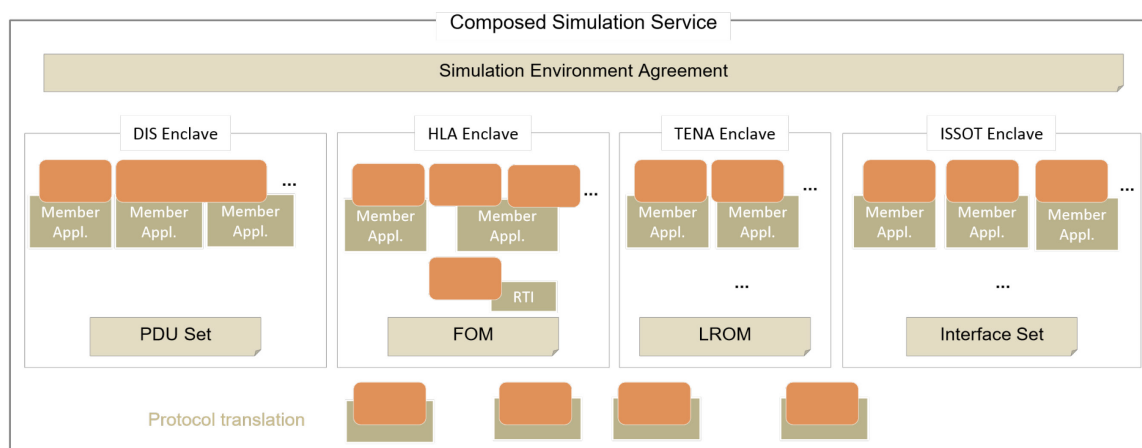 Composed Simulation Service
Simulation Environment Agreement
DIS Enclave
...
Member
Appl.
Member
Appl.
Member
Appl.
PDU Set
HLA Enclave
...
Member
Appl.
Member
Appl.
RTI
FOM
TENA Enclave
...
Member
Appl.
Member
Appl.
...
LROM
ISSOT Enclave
...
Member
Appl.
Member
Appl.
Member
Appl.
...
Interface Set
Protocol translation